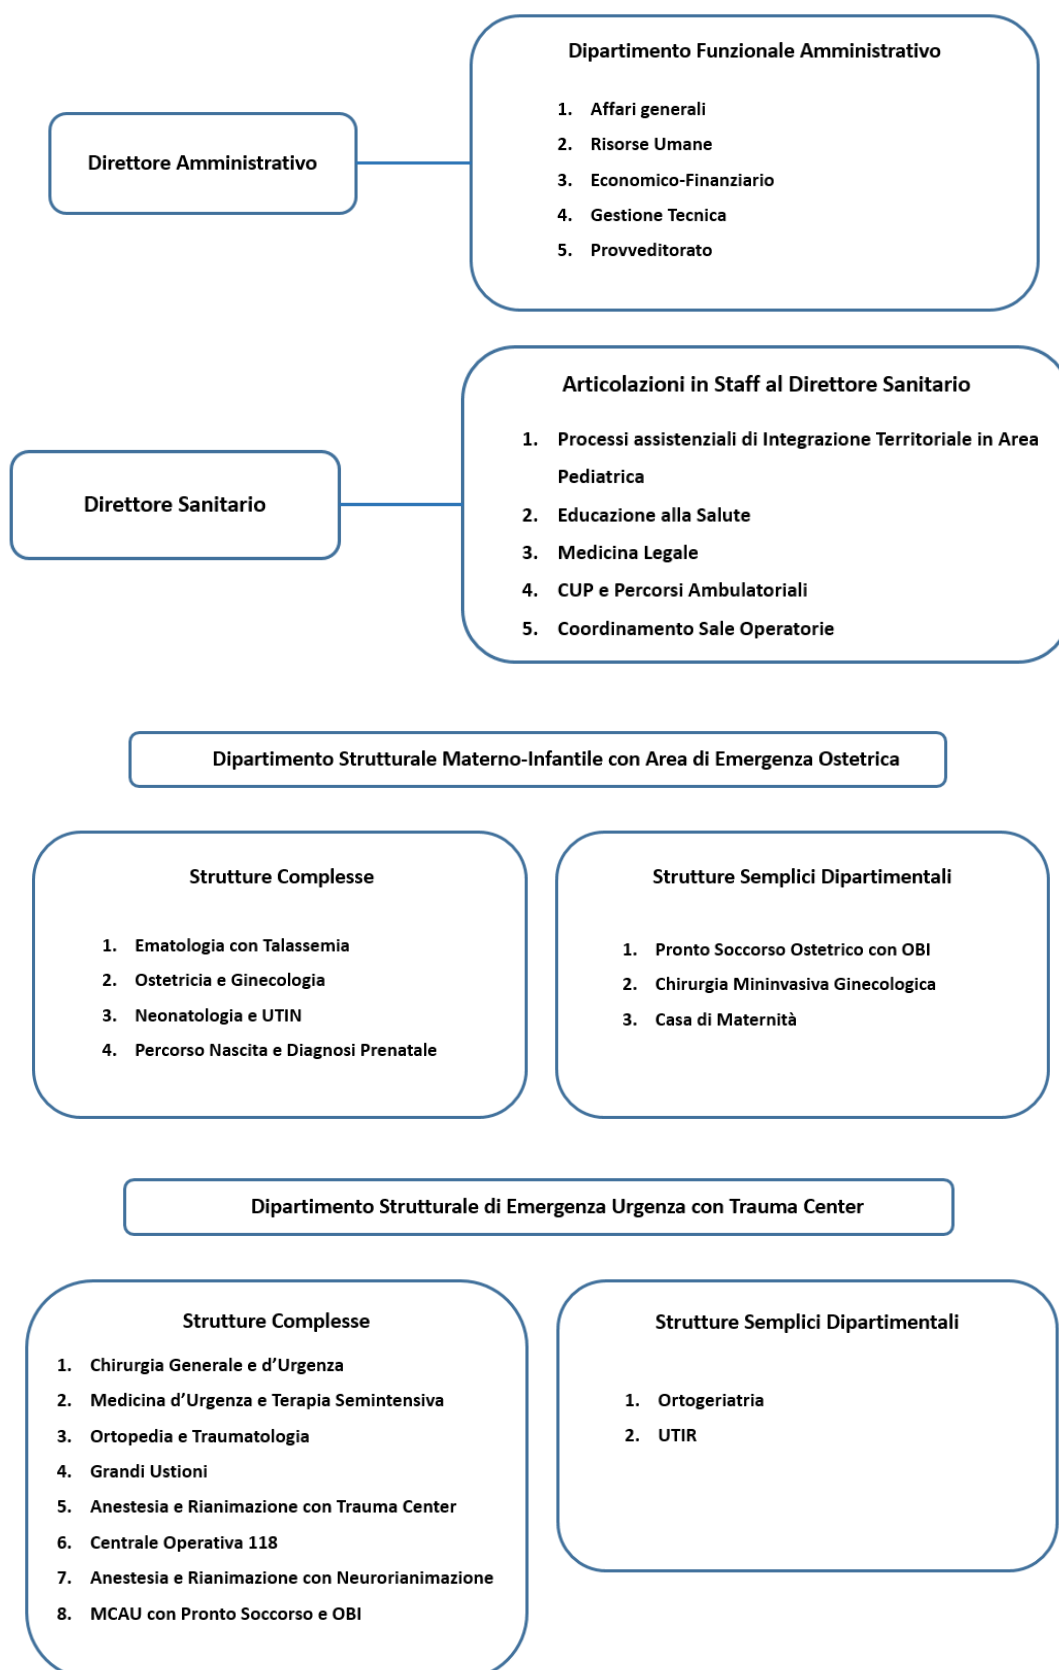 Dipartimento Funzionale Amministrativo
1. Affari generali
Direttore Amministrativo
2. Risorse Umane
3. Economico-Finanziario
4. Gestione Tecnica
5. Provveditorato
Articolazioni in Staff al Direttore Sanitario
1. Processi assistenziali di Integrazione Territoriale in Area
Pediatrica
Direttore Sanitario
2. Educazione alla Salute
3. Medicina Legale
4. CUP e Percorsi Ambulatoriali
5. Coordinamento Sale Operatorie
Dipartimento Strutturale Materno-Infantile con Area di Emergenza Ostetrica
Strutture Complesse
1. Ematologia con Talassemia
2. Ostetricia e Ginecologia
3. Neonatologia e UTIN
4. Percorso Nascita e Diagnosi Prenatale
Strutture Semplici Dipartimentali
1. Pronto Soccorso Ostetrico con OBI
2. Chirurgia Mininvasiva Ginecologica
3. Casa di Maternità
Dipartimento Strutturale di Emergenza Urgenza con Trauma Center
Strutture Complesse
1. Chirurgia Generale e d’Urgenza
2. Medicina d’Urgenza e Terapia Semintensiva
3. Ortopedia e Traumatologia
4. Grandi Ustioni
5. Anestesia e Rianimazione con Trauma Center
6. Centrale Operativa 118
7. Anestesia e Rianimazione con Neurorianimazione
8. MCAU con Pronto Soccorso e OBI
Strutture Semplici Dipartimentali
1. Ortogeriatria
2. UTIR